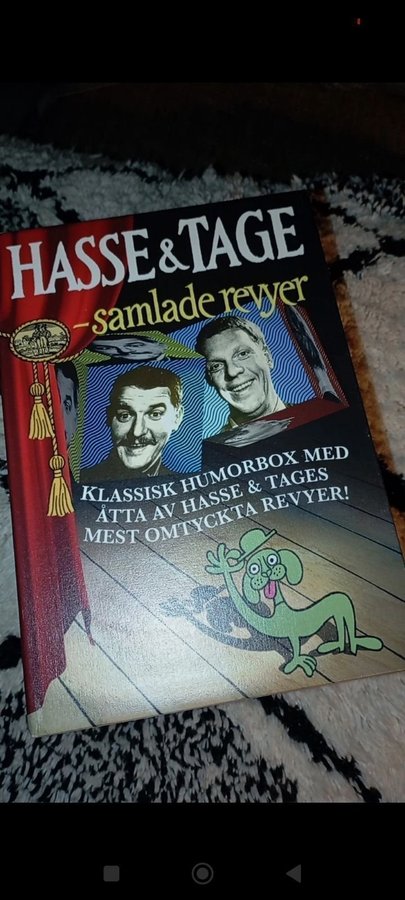 HASSE & TAGE
– samlade revyer
KLASSISK HUMORBOX MED
ÅTTA AV HASSE & TAGES
MEST OMTYCKTA REVYER!